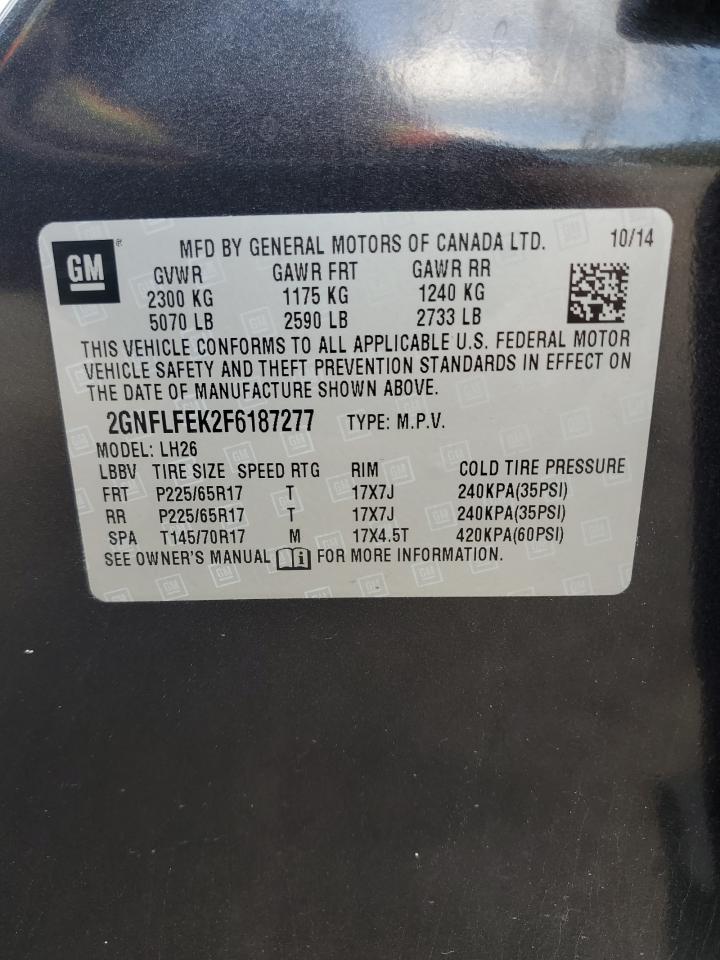 GM ® MFD BY GENERAL MOTORS OF CANADA LTD. 10/14
GVWR GAWR FRT GAWR RR
2300 KG 1175 KG 1240 KG
5070 LB 2590 LB 2733 LB
THIS VEHICLE CONFORMS TO ALL APPLICABLE U.S. FEDERAL MOTOR
VEHICLE SAFETY AND THEFT PREVENTION STANDARDS IN EFFECT ON
THE DATE OF MANUFACTURE SHOWN ABOVE.
2GNFLFEK2F6187277 TYPE: M.P.V.
MODEL: LH26
LBBV TIRE SIZE SPEED RTG RIM COLD TIRE PRESSURE
FRT P225/65R17 T 17X7J 240KPA(35PSI)
RR P225/65R17 T 17X7J 240KPA(35PSI)
SPA T145/70R17 M 17X4.5T 420KPA(60PSI)
SEE OWNER'S MANUAL i FOR MORE INFORMATION.